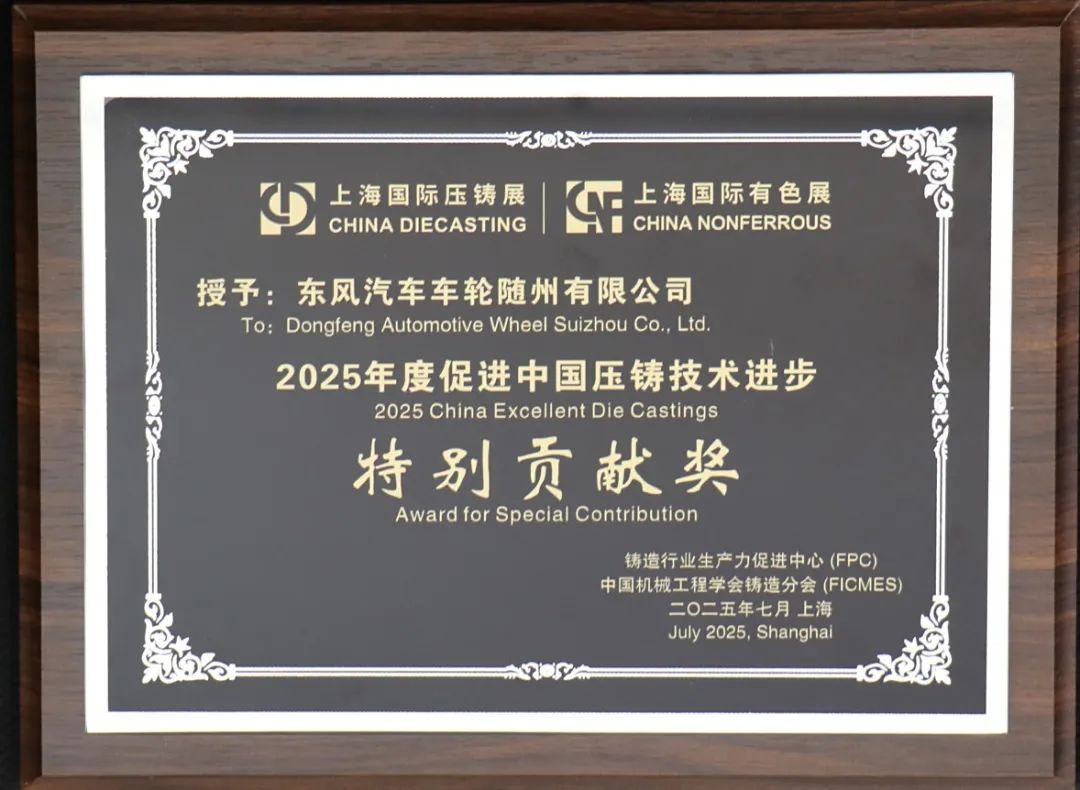 上海国际压铸展 上海国际有色展
CHINA DIECASTING CHINA NONFERROUS
授予：东风汽车车轮随州有限公司
To: Dongfeng Automotive Wheel Suizhou Co., Ltd.
2025年度促进中国压铸技术进步
2025 China Excellent Die Castings
特别贡献奖
Award for Special Contribution
铸造行业生产力促进中心 (FPC)
中国机械工程学会铸造分会 (FICMES)
二〇二五年七月 上海
July 2025, Shanghai